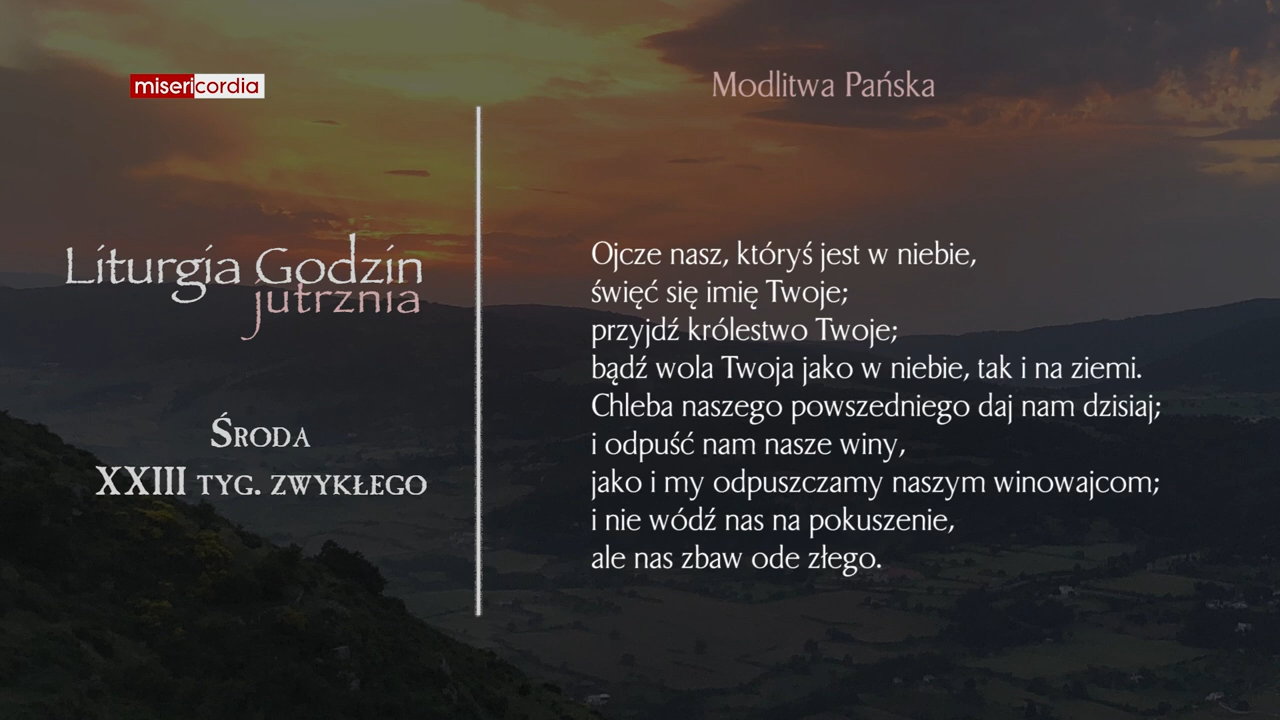 misericordia
Liturgia Godzin
jutrznia
Środa
XXIII tyg. zwykłego
Modlitwa Pańska
Ojcze nasz, któryś jest w niebie,
święć się imię Twoje;
przyjdź królestwo Twoje;
bądź wola Twoja jako w niebie, tak i na ziemi.
Chleba naszego powszedniego daj nam dzisiaj;
i odpuść nam nasze winy,
jako i my odpuszczamy naszym winowajcom;
i nie wódź nas na pokuszenie,
ale nas zbaw ode złego.